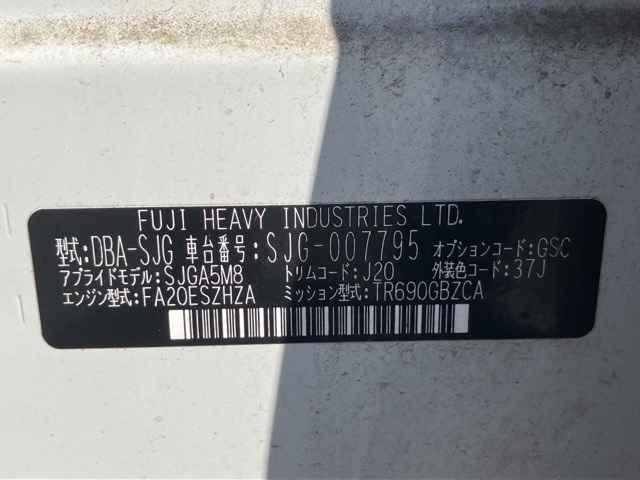 FUJI HEAVY INDUSTRIES LTD.
型式:DBA-SJG 車台番号:SJG-007795 オプションコード:GSC
アプライドモデル:SJGA5M8 トリムコード:J20 外装色コード:37J
エンジン型式:FA20ESZHZA ミッション型式:TR690GBZCA